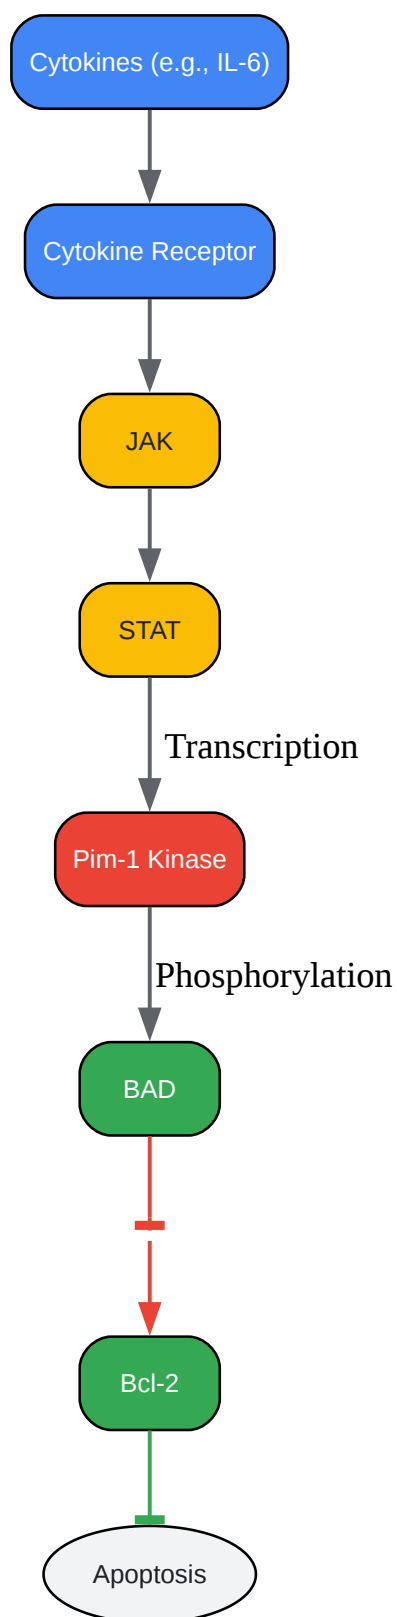 Cytokines (e.g., IL-6)
Cytokine Receptor
JAK
STAT
Transcription
Pim-1 Kinase
Phosphorylation
BAD
Bcl-2
Apoptosis